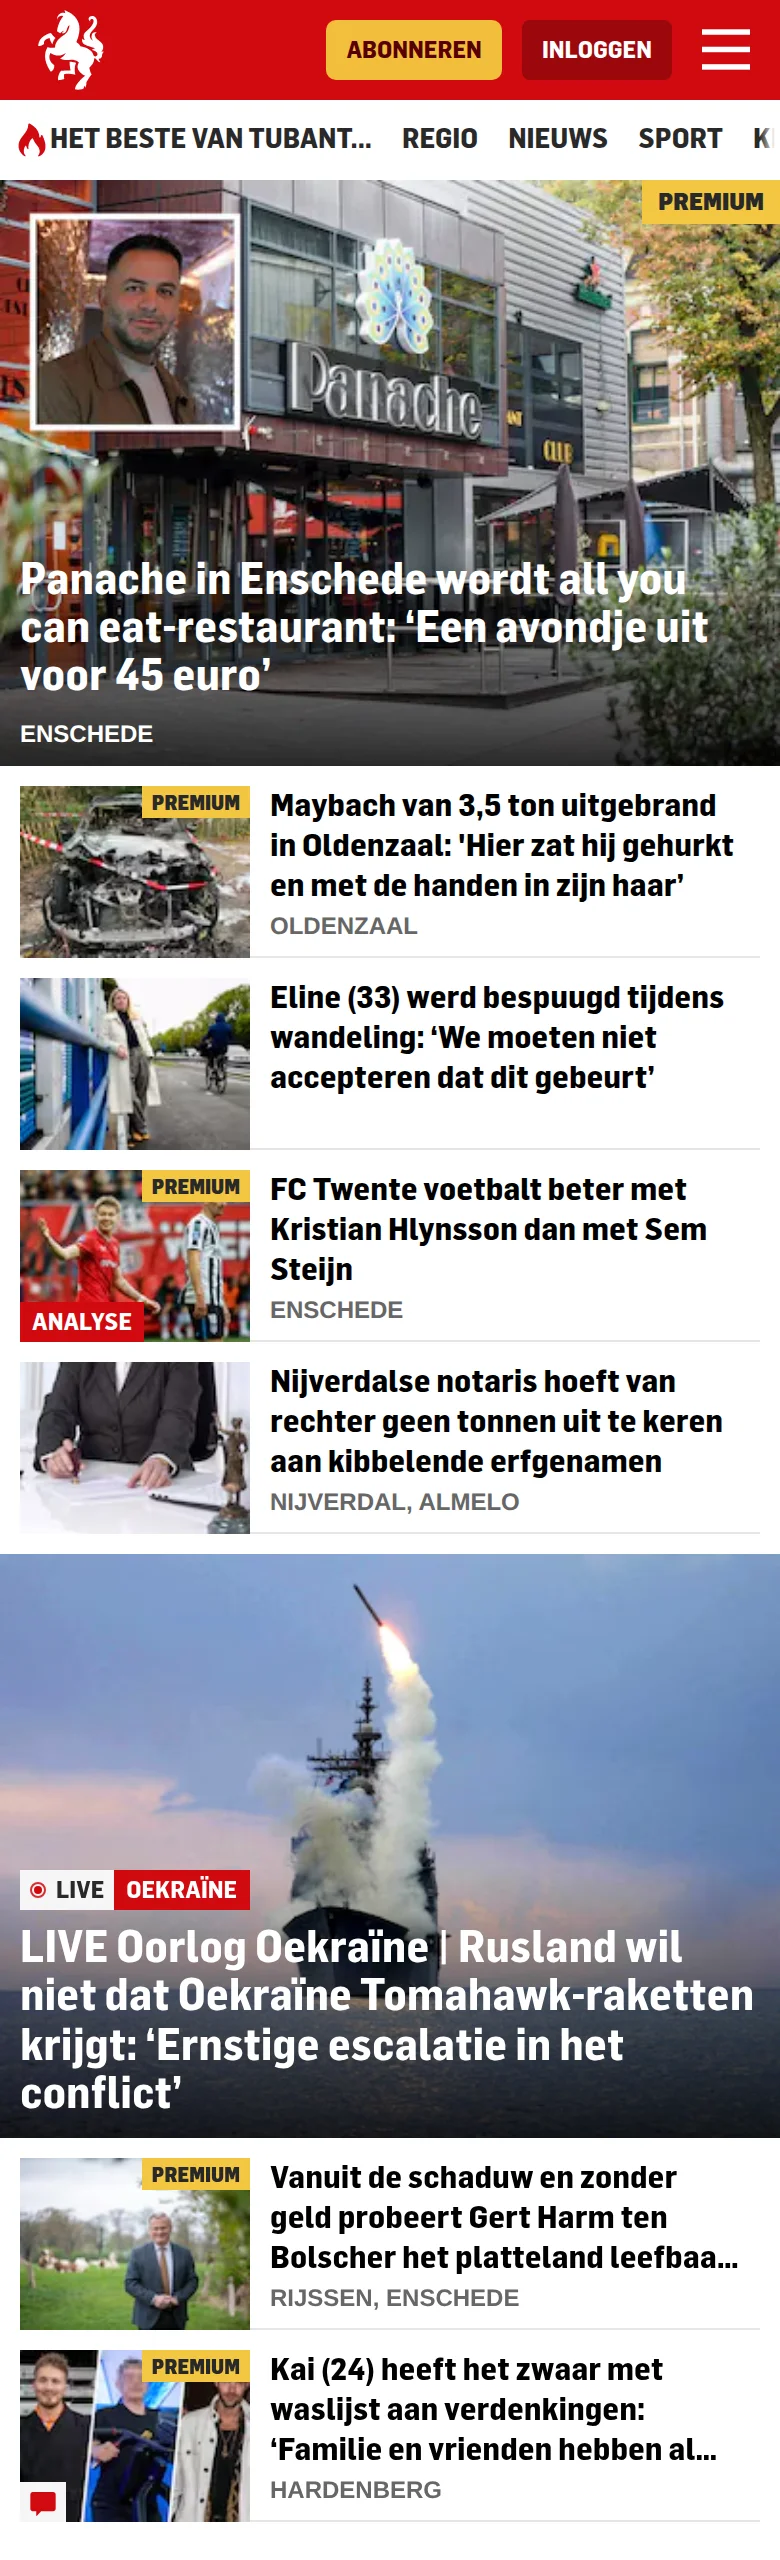 ABONNEREN
INLOGGEN
HET BESTE VAN TUBANT...
REGIO
NIEUWS
SPORT
PREMIUM
Panache
CLUB
Panache in Enschede wordt all you
can eat-restaurant: ‘Een avondje uit
voor 45 euro’
ENSCHEDE
PREMIUM
Maybach van 3,5 ton uitgebrand
in Oldenzaal: 'Hier zat hij gehurkt
en met de handen in zijn haar’
OLDENZAAL
Eline (33) werd bespuugd tijdens
wandeling: ‘We moeten niet
accepteren dat dit gebeurt’
PREMIUM
ANALYSE
FC Twente voetbalt beter met
Kristian Hlynsson dan met Sem
Steijn
ENSCHEDE
Nijverdalse notaris hoeft van
rechter geen tonnen uit te keren
aan kibbelende erfgenamen
NIJVERDAL, ALMELO
LIVE
OEKRAÏNE
LIVE Oorlog Oekraïne | Rusland wil
niet dat Oekraïne Tomahawk-raketten
krijgt: ‘Ernstige escalatie in het
conflict’
PREMIUM
Vanuit de schaduw en zonder
geld probeert Gert Harm ten
Bolscher het platteland leefbaa...
RIJSSEN, ENSCHEDE
PREMIUM
Kai (24) heeft het zwaar met
waslijst aan verdenkingen:
‘Familie en vrienden hebben al...
HARDENBERG